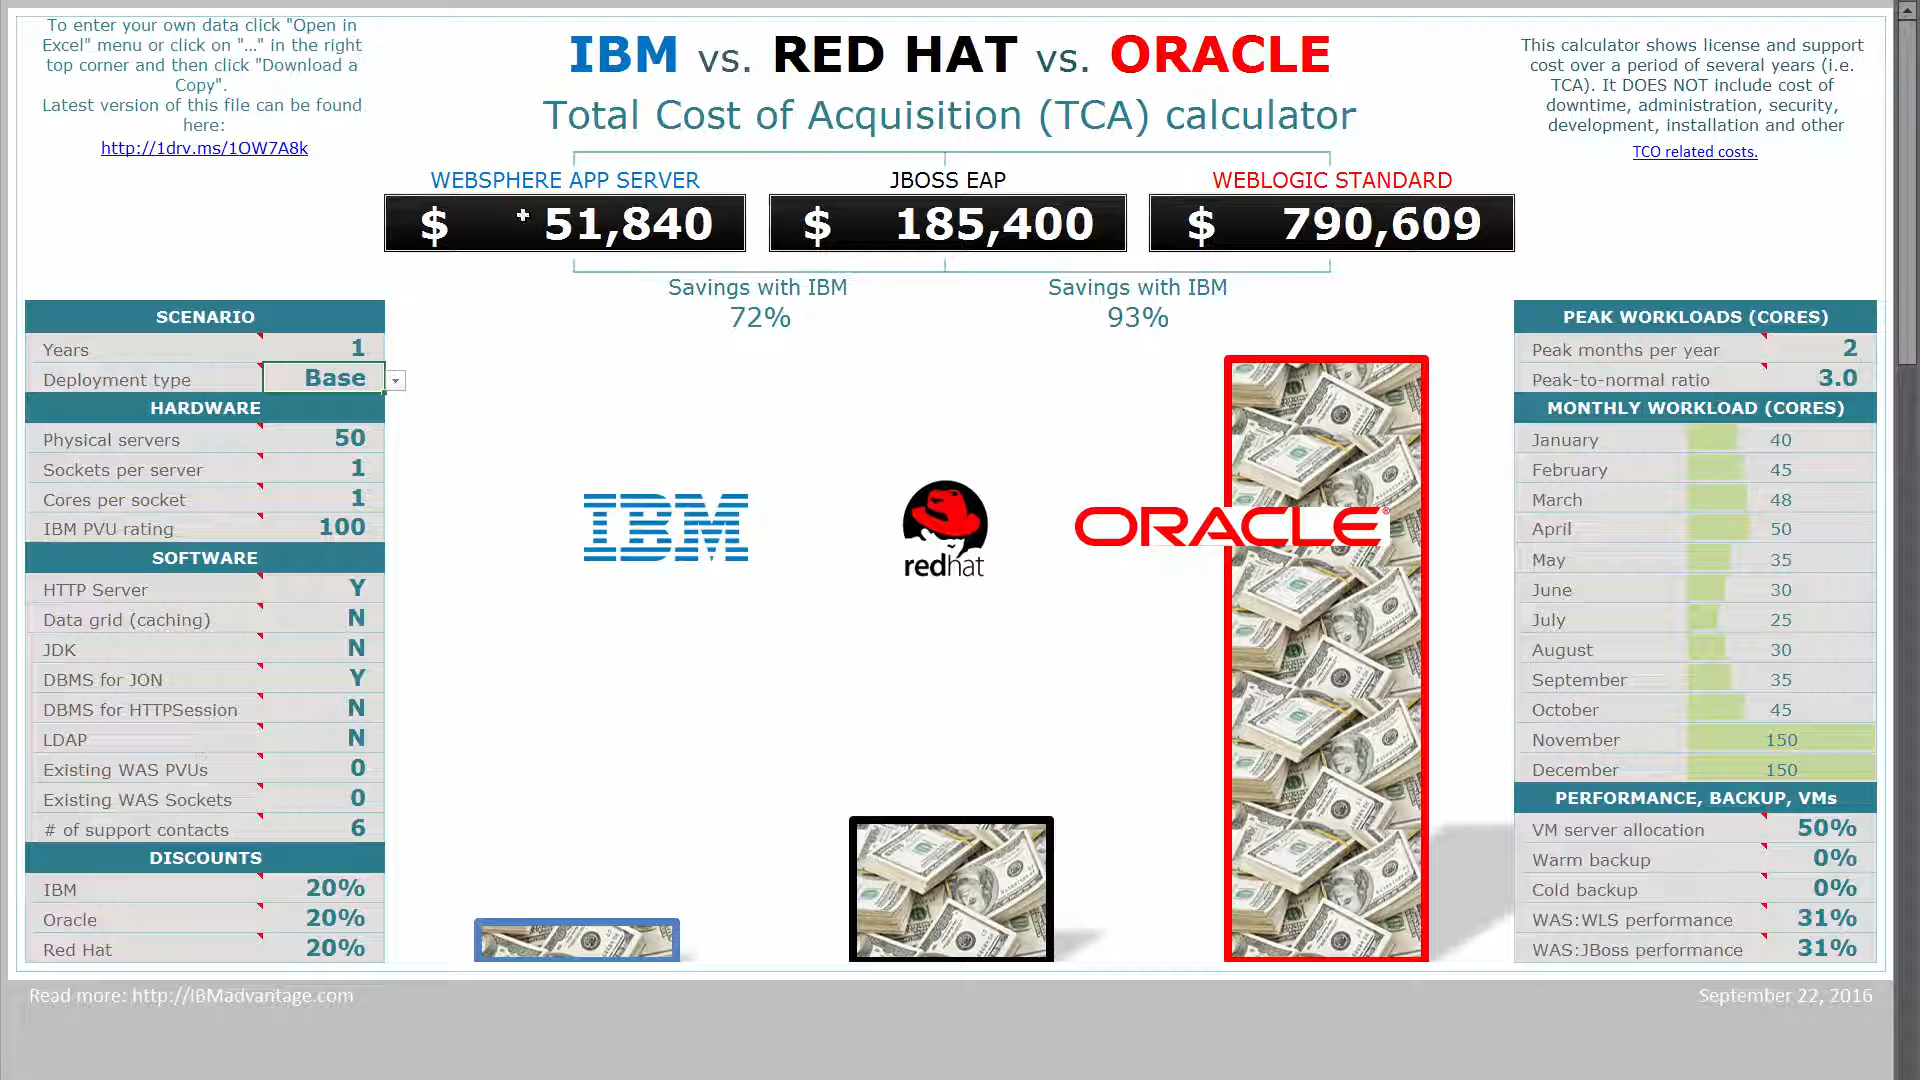 To enter your own data click "Open in
Excel" menu or click on "..." in the right
top corner and then click "Download a
Copy".
Latest version of this file can be found
here:
http://1drv.ms/1OW7A8k
IBM vs. RED HAT vs. ORACLE
Total Cost of Acquisition (TCA) calculator
This calculator shows license and support
cost over a period of several years (i.e.
TCA). It DOES NOT include cost of
downtime, administration, security,
development, installation and other
TCO related costs.
WEBSPHERE APP SERVER
$ 51,840
JBOSS EAP
$ 185,400
WEBLOGIC STANDARD
$ 790,609
Savings with IBM
72%
Savings with IBM
93%
SCENARIO
Years 1
Deployment type Base
HARDWARE
Physical servers 50
Sockets per server 1
Cores per socket 1
IBM PVU rating 100
SOFTWARE
HTTP Server Y
Data grid (caching) N
JDK N
DBMS for JON Y
DBMS for HTTPSession N
LDAP N
Existing WAS PVUs 0
Existing WAS Sockets 0
# of support contacts 6
DISCOUNTS
IBM 20%
Oracle 20%
Red Hat 20%
IBM
redhat
ORACLE®
PEAK WORKLOADS (CORES)
Peak months per year 2
Peak-to-normal ratio 3.0
MONTHLY WORKLOAD (CORES)
January 40
February 45
March 48
April 50
May 35
June 30
July 25
August 30
September 35
October 45
November 150
December 150
PERFORMANCE, BACKUP, VMs
VM server allocation 50%
Warm backup 0%
Cold backup 0%
WAS:WLS performance 31%
WAS:JBoss performance 31%
Read more: http://IBMadvantage.com
September 22, 2016